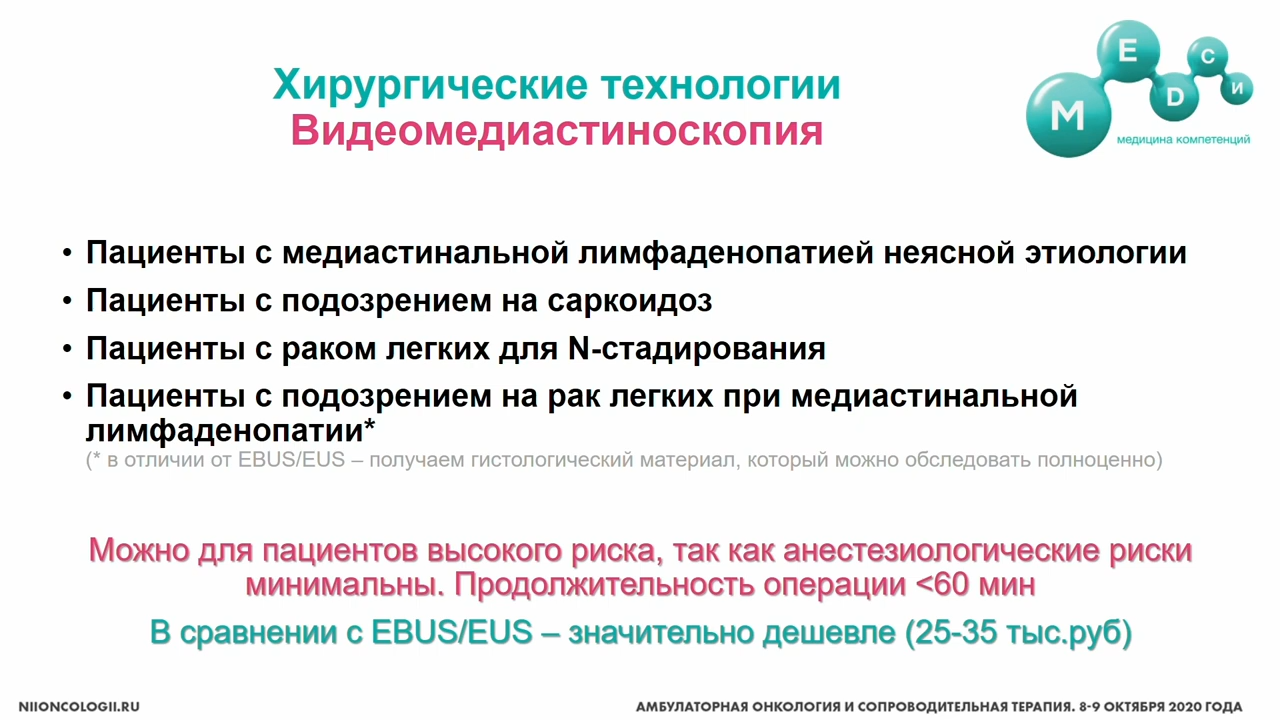 Хирургические технологии
Видеомедиастиноскопия
M E D С И
медицина компетенций
• Пациенты с медиастинальной лимфаденопатией неясной этиологии
• Пациенты с подозрением на саркоидоз
• Пациенты с раком легких для N-стадирования
• Пациенты с подозрением на рак легких при медиастинальной
лимфаденопатии*
(* в отличии от EBUS/EUS – получаем гистологический материал, который можно обследовать полноценно)
Можно для пациентов высокого риска, так как анестезиологические риски
минимальны. Продолжительность операции <60 мин
В сравнении с EBUS/EUS – значительно дешевле (25-35 тыс.руб)
NIIONCOLOGII.RU
АМБУЛАТОРНАЯ ОНКОЛОГИЯ И СОПРОВОДИТЕЛЬНАЯ ТЕРАПИЯ. 8-9 ОКТЯБРЯ 2020 ГОДА